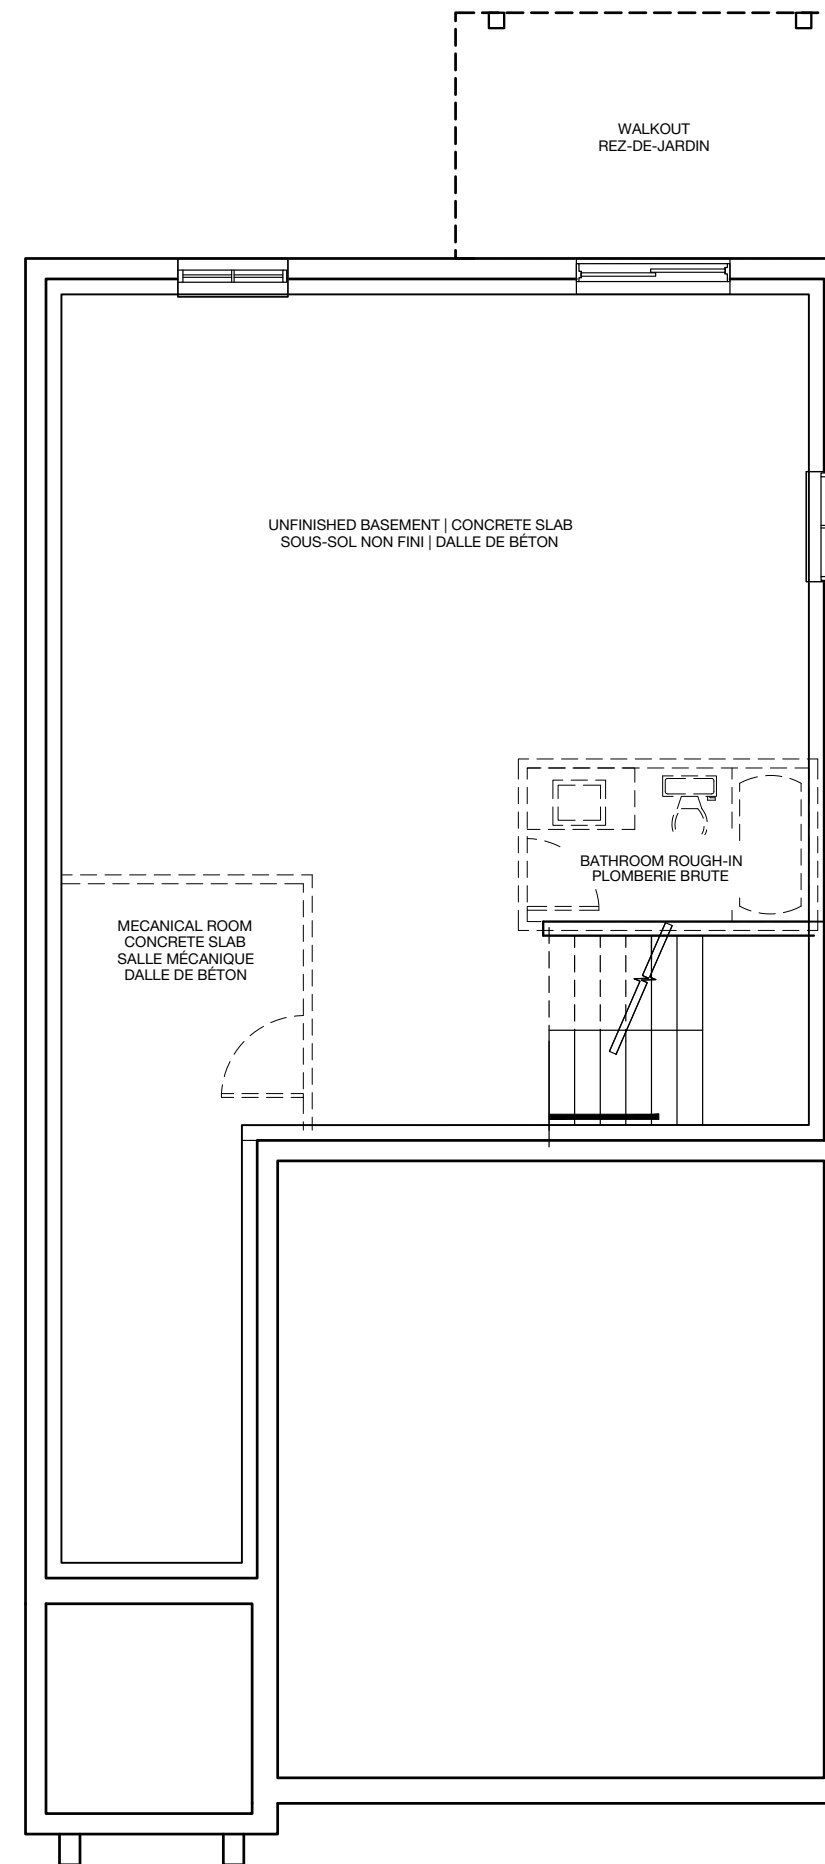 WALKOUT
REZ-DE-JARDIN
UNFINISHED BASEMENT | CONCRETE SLAB
SOUS-SOL NON FINI | DALLE DE BÉTON
BATHROOM ROUGH-IN
PLOMBERIE BRUTE
MECANICAL ROOM
CONCRETE SLAB
SALLE MÉCANIQUE
DALLE DE BÉTON